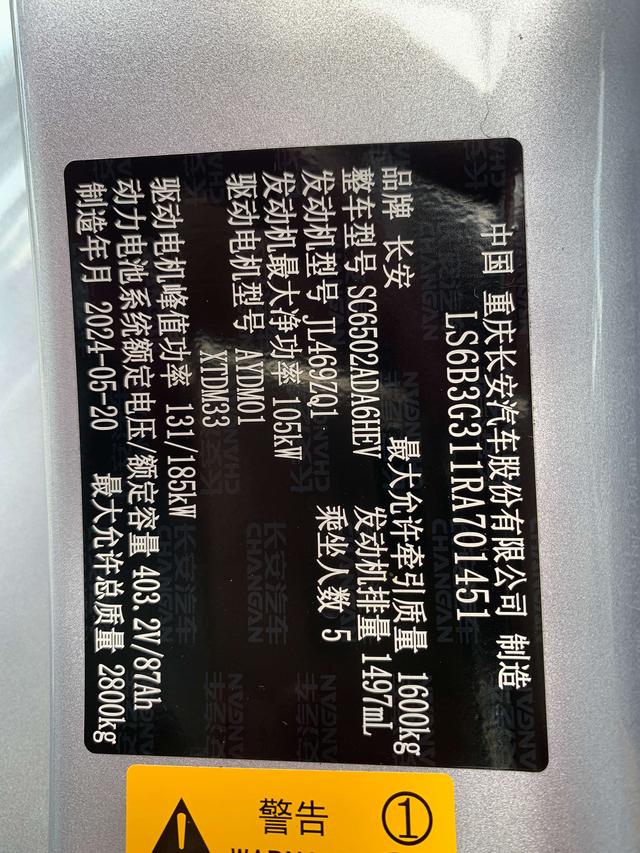 中国 重庆长安汽车股份有限公司 制造
LS6B3G311RA701451
品牌 长安 最大允许牵引质量 1600kg
整车型号 SC6502ADA6HEV 发动机排量 1497mL
发动机型号 JL469ZQ1 乘坐人数 5
发动机最大净功率 105kW
驱动电机型号 AYDM01
XTDM33
驱动电机峰值功率 131/185kW
动力电池系统额定电压/额定容量 403.2V/87Ah
制造年月 2024-05-20 最大允许总质量 2800kg
警告 ①